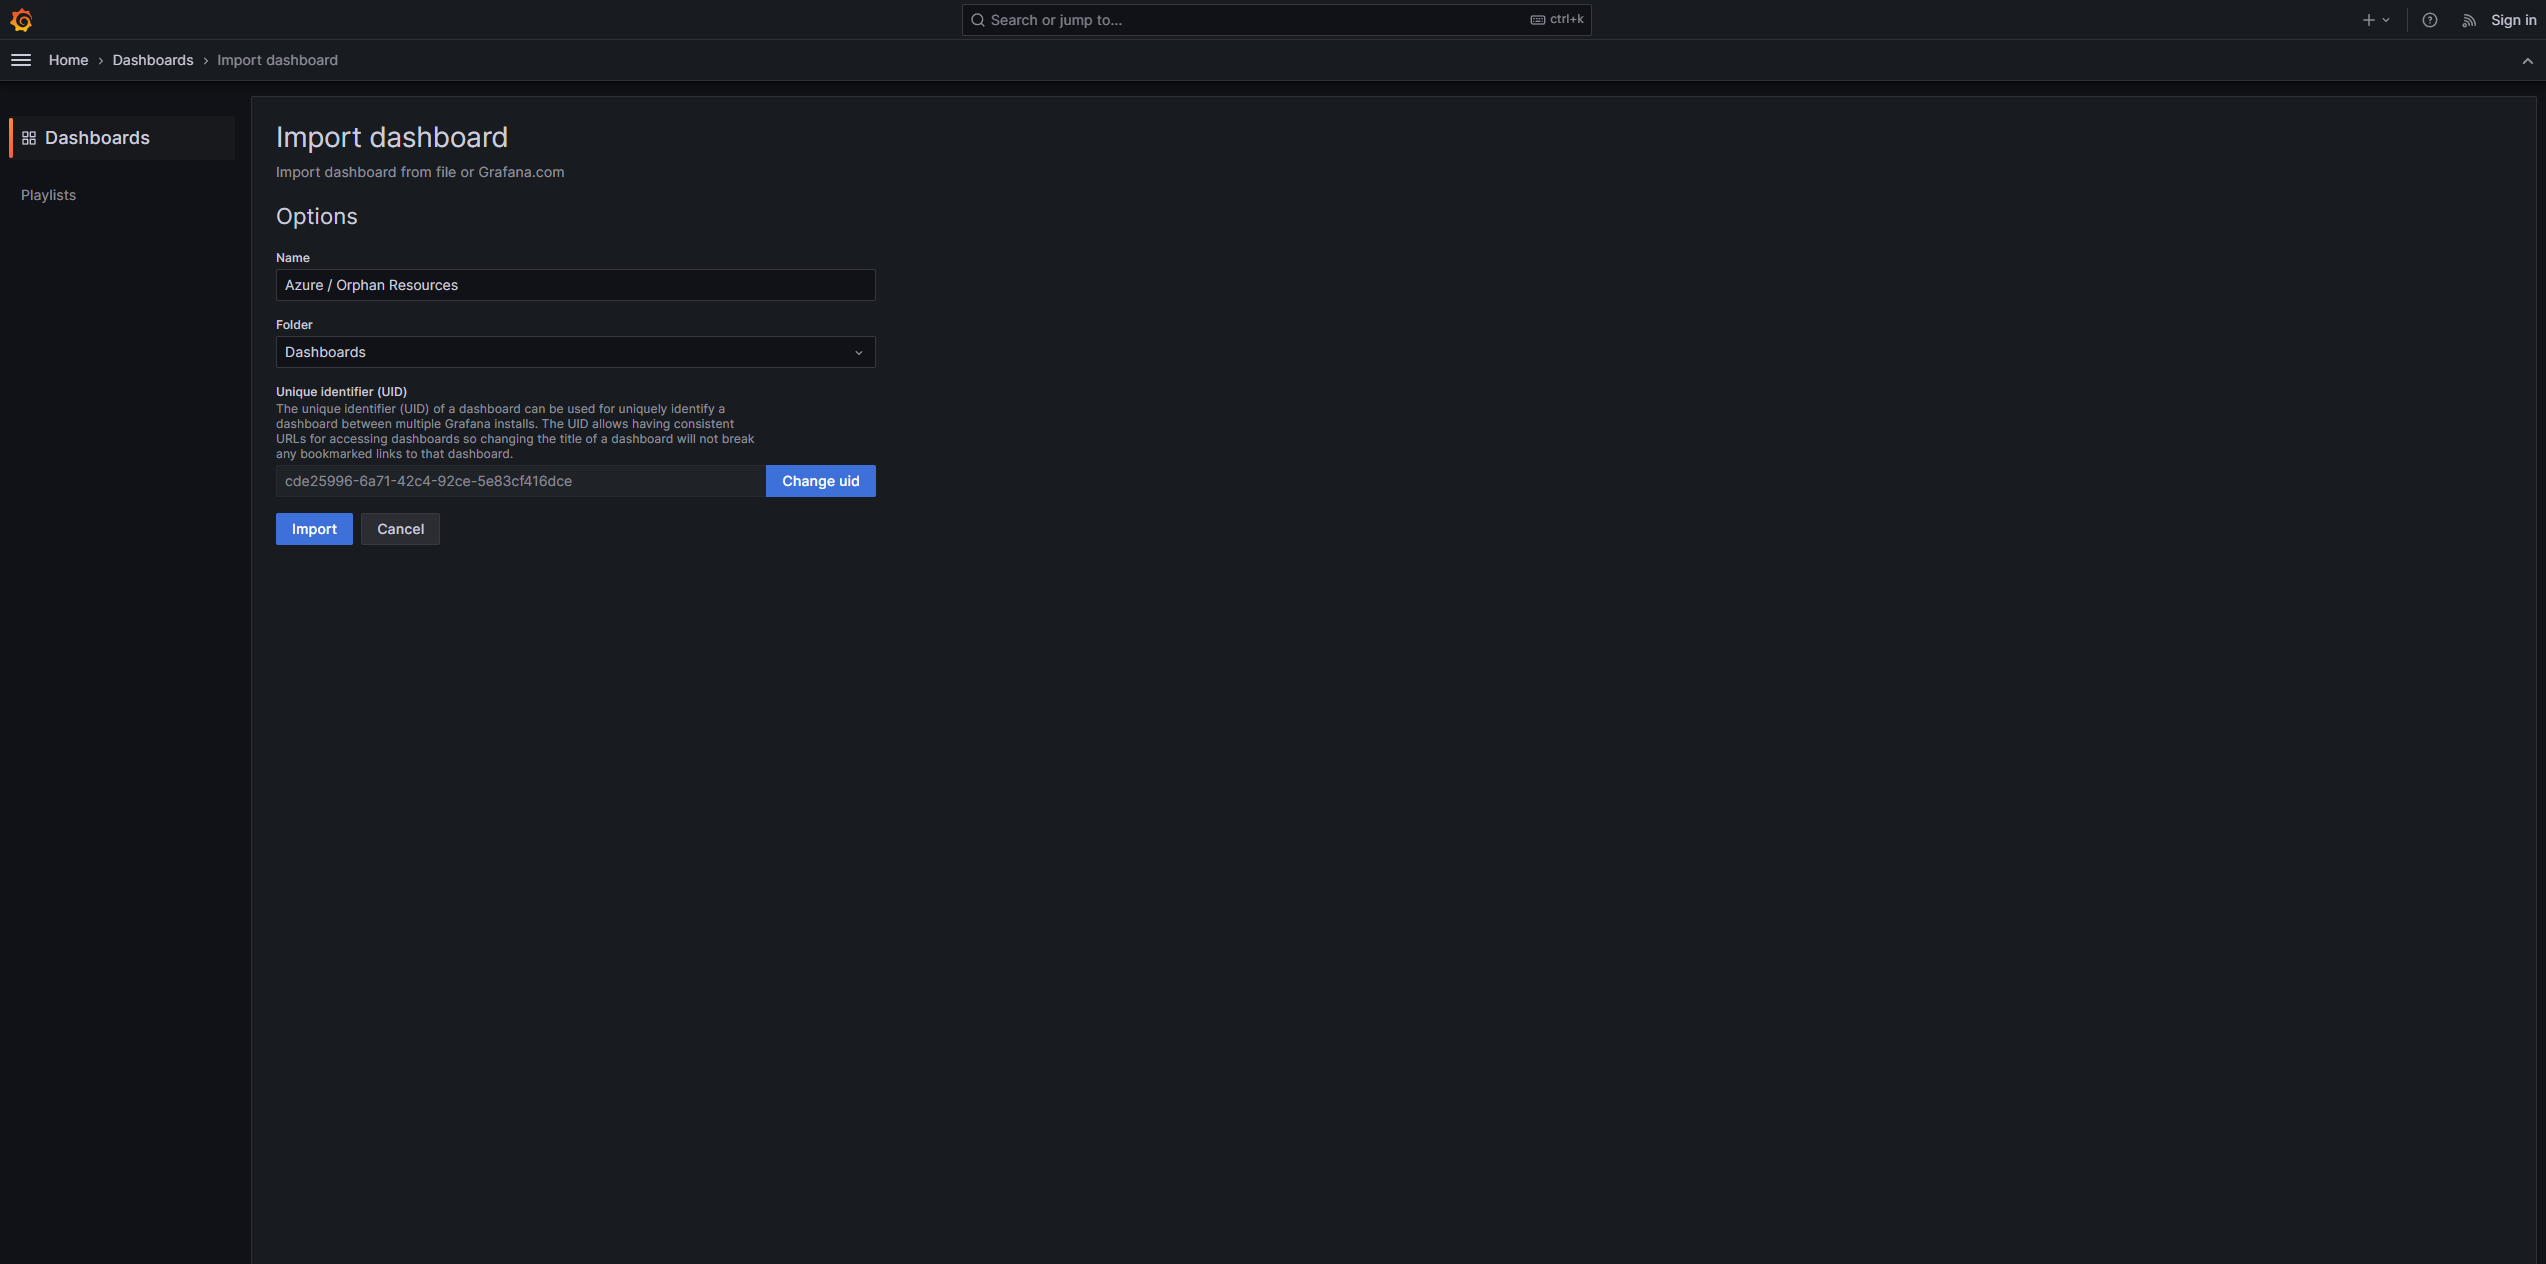 Search or jump to...
ctrl+k
Sign in
Home › Dashboards › Import dashboard
Dashboards
Playlists
Import dashboard
Import dashboard from file or Grafana.com
Options
Name
Azure / Orphan Resources
Folder
Dashboards
Unique identifier (UID)
The unique identifier (UID) of a dashboard can be used for uniquely identify a
dashboard between multiple Grafana installs. The UID allows having consistent
URLs for accessing dashboards so changing the title of a dashboard will not break
any bookmarked links to that dashboard.
cde25996-6a71-42c4-92ce-5e83cf416dce
Change uid
Import
Cancel